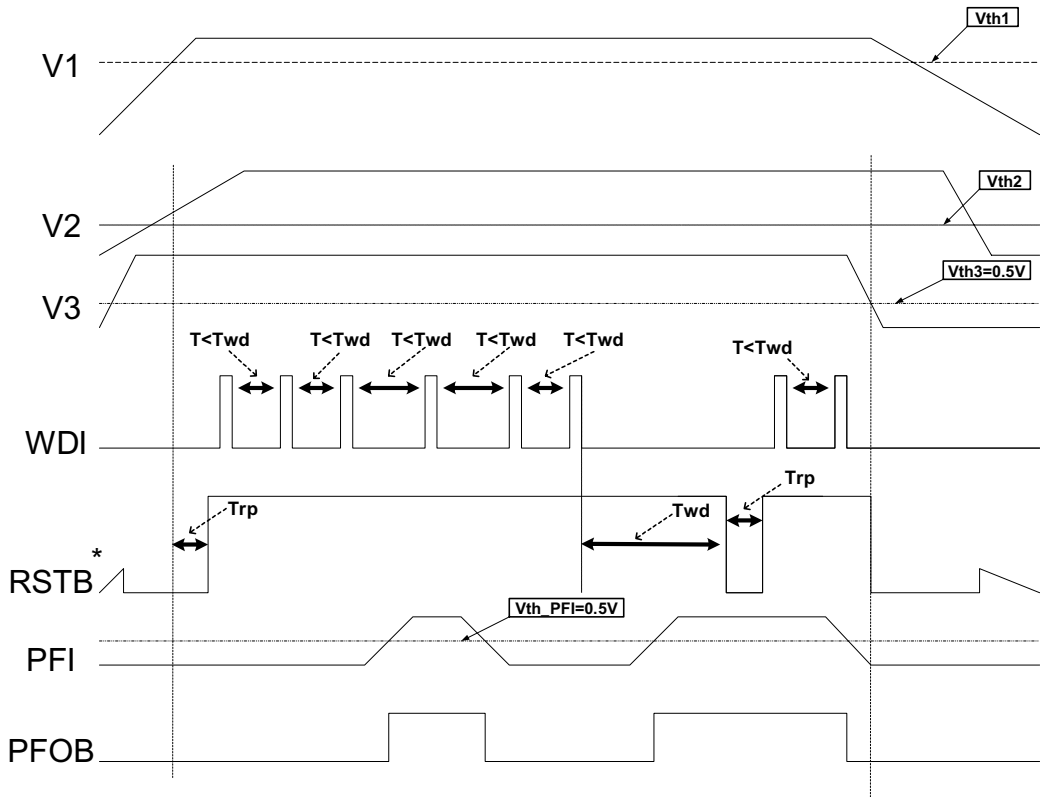 Vth1
V1
Vth2
V2
Vth3=0.5V
V3
T<Twd
T<Twd
T<Twd
T<Twd
T<Twd
T<Twd
WDI
Trp
Twd
Trp
*
RSTB
Vth_PFI=0.5V
PFI
PFOB